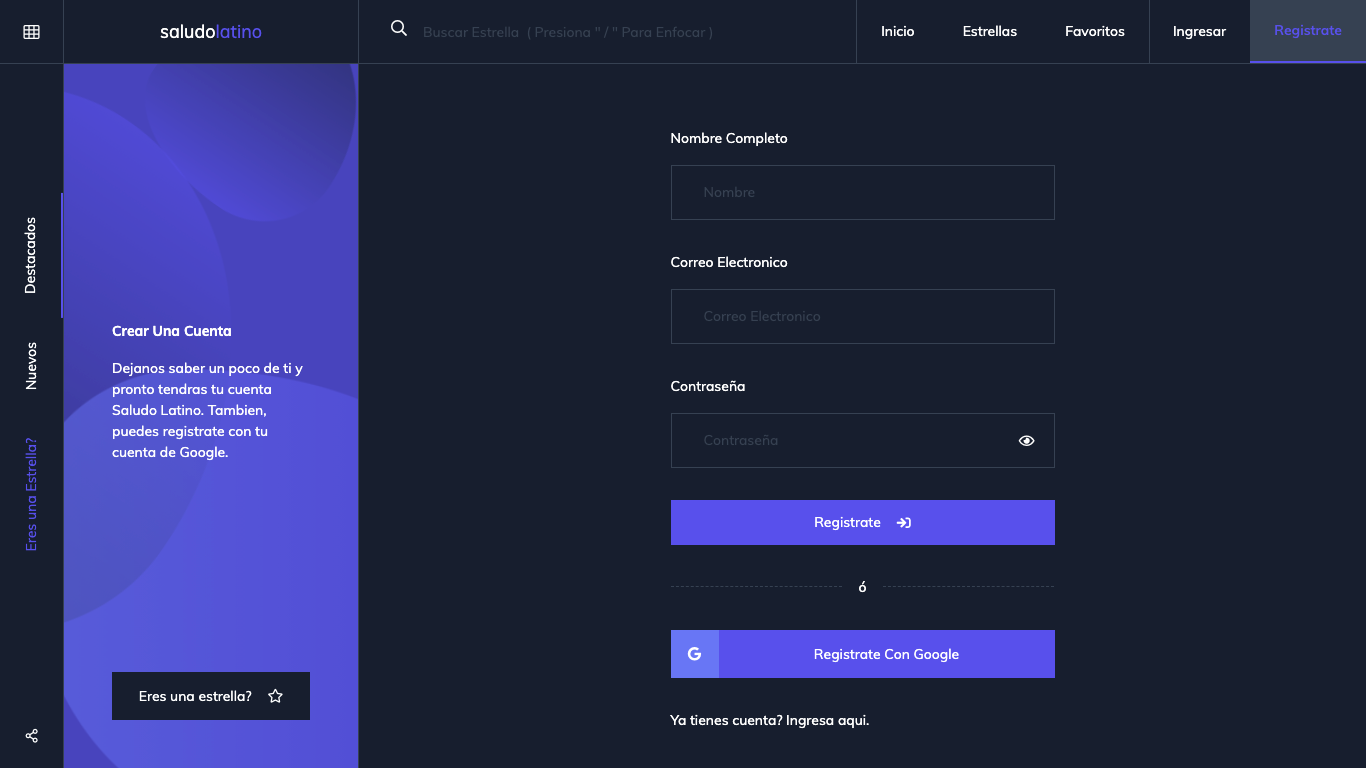 saludolatino
Buscar Estrella ( Presiona " / " Para Enfocar )
Inicio
Estrellas
Favoritos
Ingresar
Registrate
Destacados
Nuevos
Eres una Estrella?
Crear Una Cuenta
Dejanos saber un poco de ti y
pronto tendras tu cuenta
Saludo Latino. Tambien,
puedes registrate con tu
cuenta de Google.
Eres una estrella?
Nombre Completo
Nombre
Correo Electronico
Correo Electronico
Contraseña
Contraseña
Registrate
ó
G
Registrate Con Google
Ya tienes cuenta? Ingresa aqui.